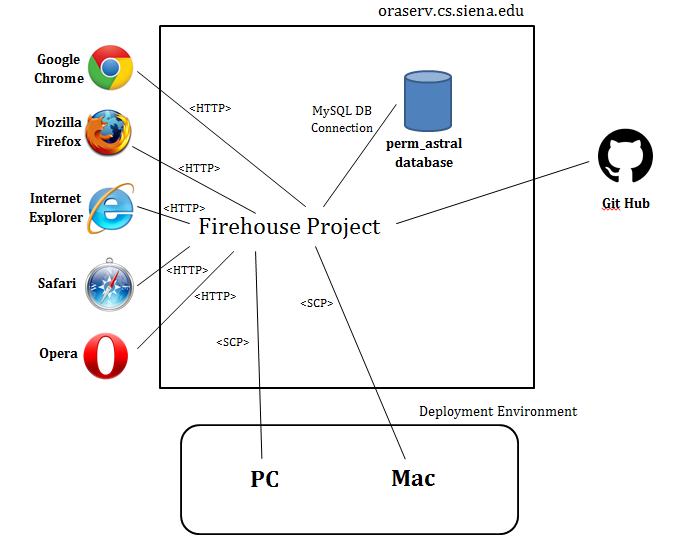 oraserv.cs.siena.edu
Google
Chrome
<HTTP>
MySQL DB
Connection
perm_astral
database
Mozilla
Firefox
<HTTP>
Git Hub
Internet
Explorer
<HTTP>
Firehouse Project
Safari
<HTTP>
<HTTP>
<SCP>
Opera
<SCP>
Deployment Environment
PC
Mac